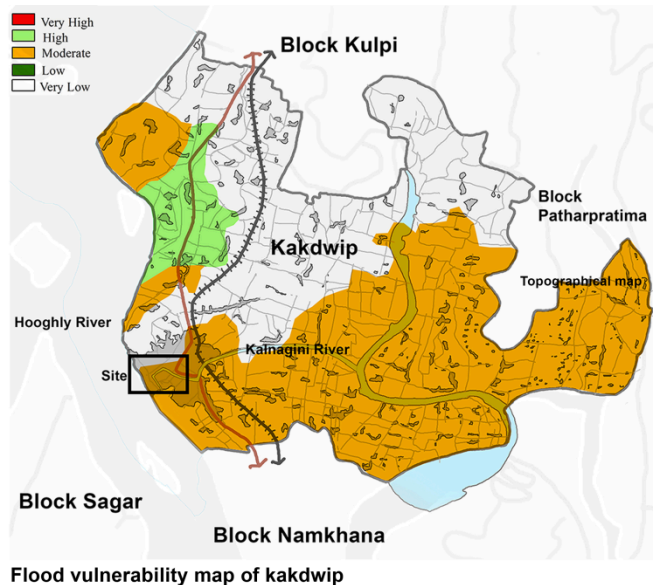 Very High
High
Moderate
Low
Very Low
Block Kulpi
Block
Patharpratima
Kakdwip
Topographical map
Hooghly River
Kalnagini River
Site
Block Sagar
Block Namkhana
Flood vulnerability map of kakdwip